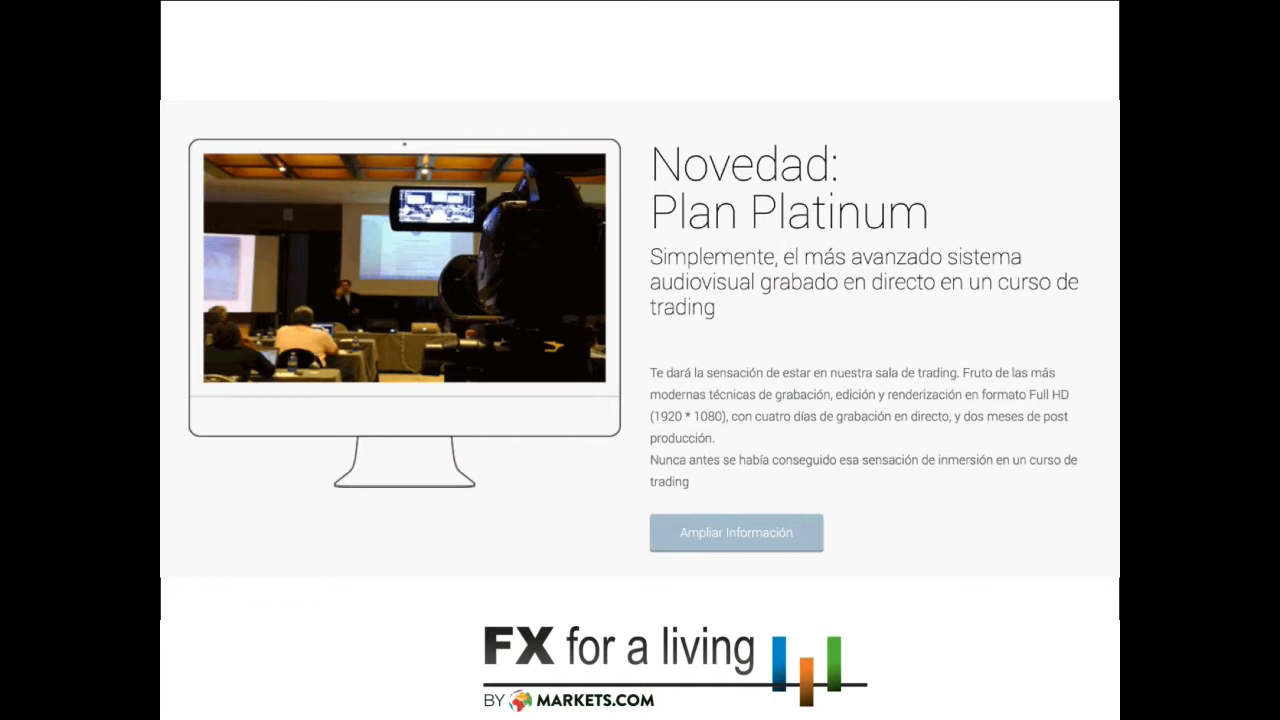 Novedad:
Plan Platinum
Simplemente, el más avanzado sistema
audiovisual grabado en directo en un curso de
trading
Te dará la sensación de estar en nuestra sala de trading. Fruto de las más
modernas técnicas de grabación, edición y renderización en formato Full HD
(1920 * 1080), con cuatro días de grabación en directo, y dos meses de post
producción.
Nunca antes se había conseguido esa sensación de inmersión en un curso de
trading
Ampliar Información
FX for a living
BY MARKETS.COM